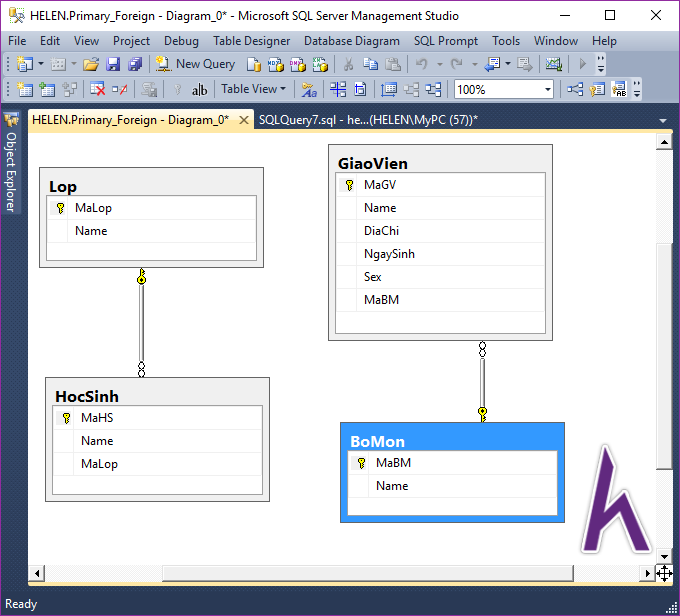 HELEN.Primary_Foreign - Diagram_0* - Microsoft SQL Server Management Studio
File Edit View Project Debug Table Designer Database Diagram SQL Prompt Tools Window Help
New Query
ab Table View 100%
HELEN.Primary_Foreign - Diagram_0* SQLQuery7.sql - he...(HELEN\MyPC (57))*
Object Explorer
Lop
MaLop
Name
GiaoVien
MaGV
Name
DiaChi
NgaySinh
Sex
MaBM
HocSinh
MaHS
Name
MaLop
BoMon
MaBM
Name
Ready